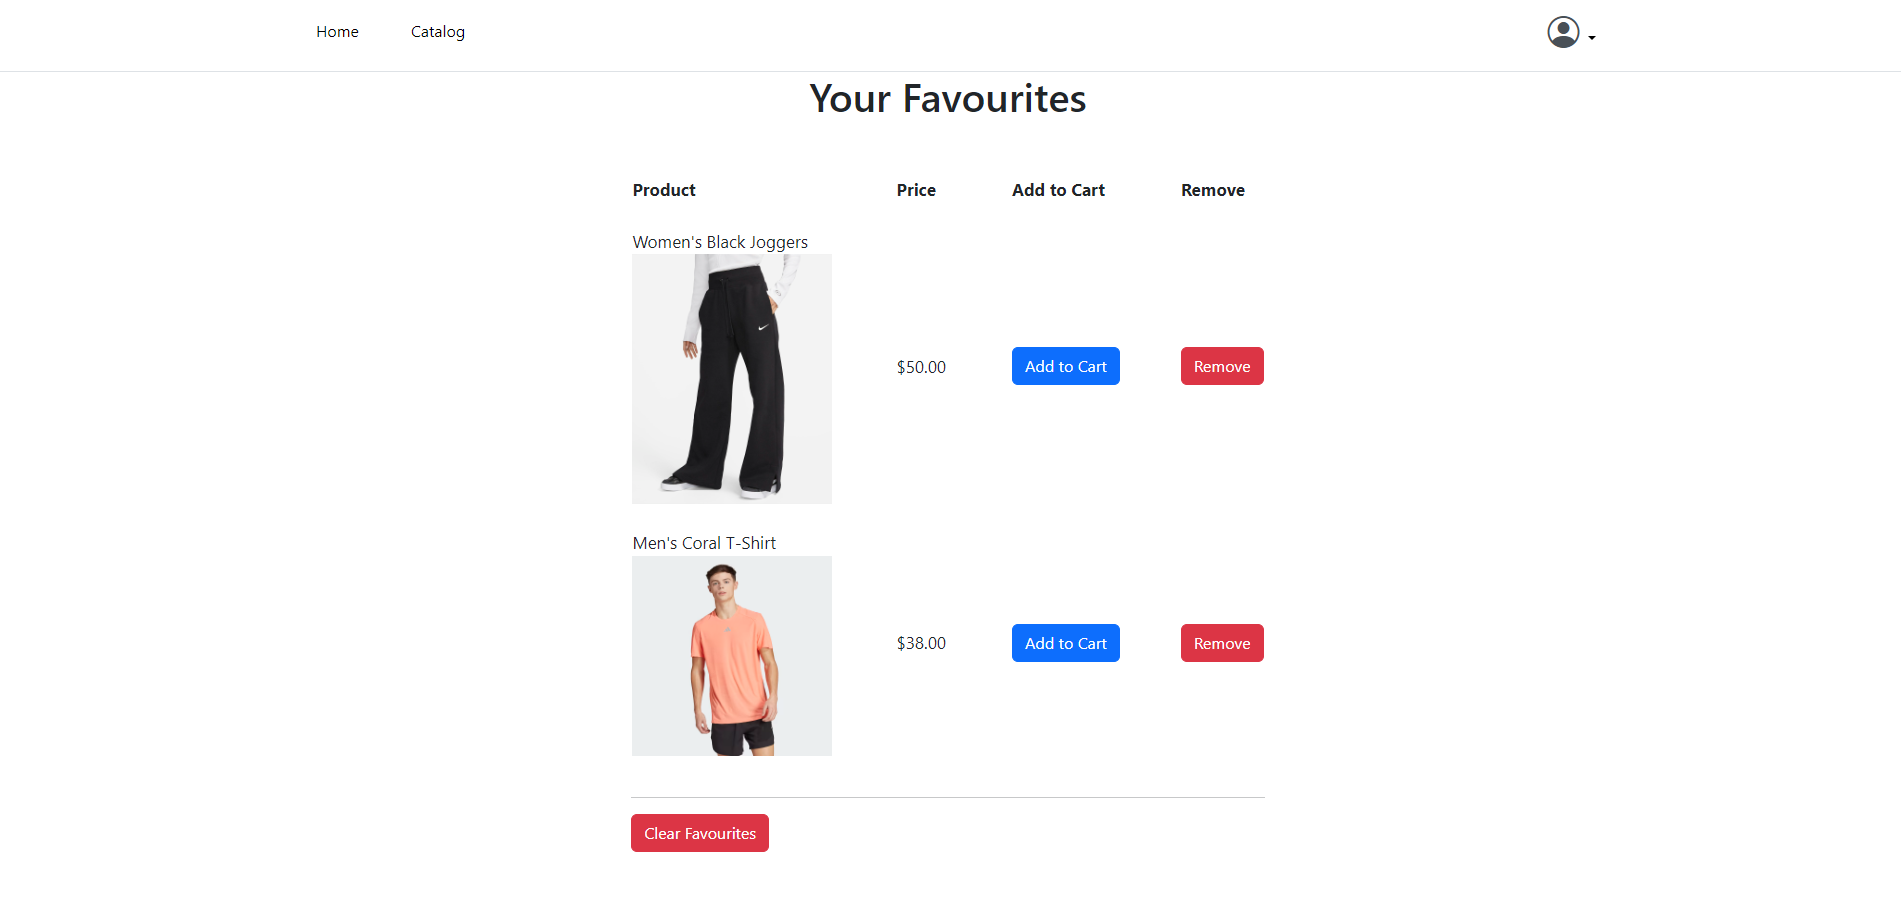 Home Catalog
Your Favourites
Product Price Add to Cart Remove
Women's Black Joggers
$50.00 Add to Cart Remove
Men's Coral T-Shirt
$38.00 Add to Cart Remove
Clear Favourites